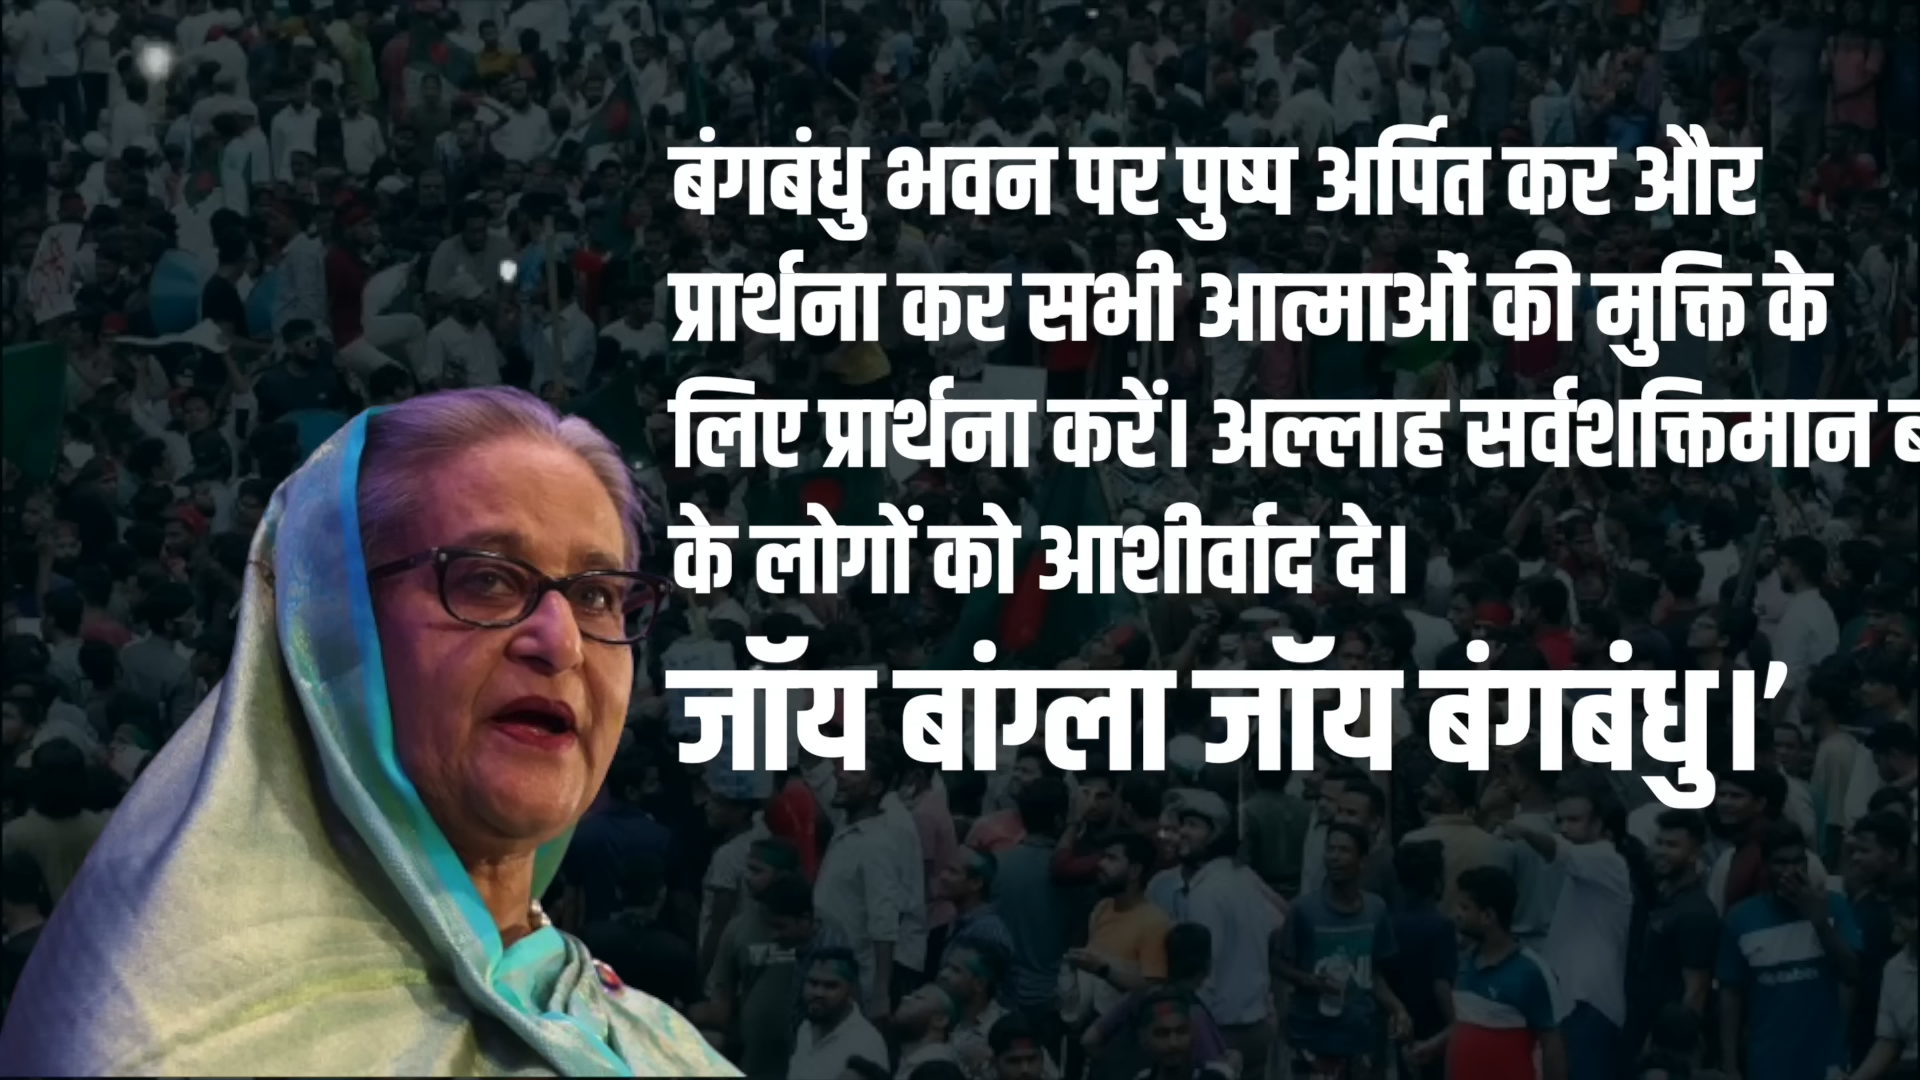 बंगबंधु भवन पर पुष्प अर्पित कर और
प्रार्थना कर सभी आत्माओं की मुक्ति के
लिए प्रार्थना करें। अल्लाह सर्वशक्तिमान
के लोगों को आशीर्वाद दे।
जॉय बांग्ला जॉय बंगबंधु।’